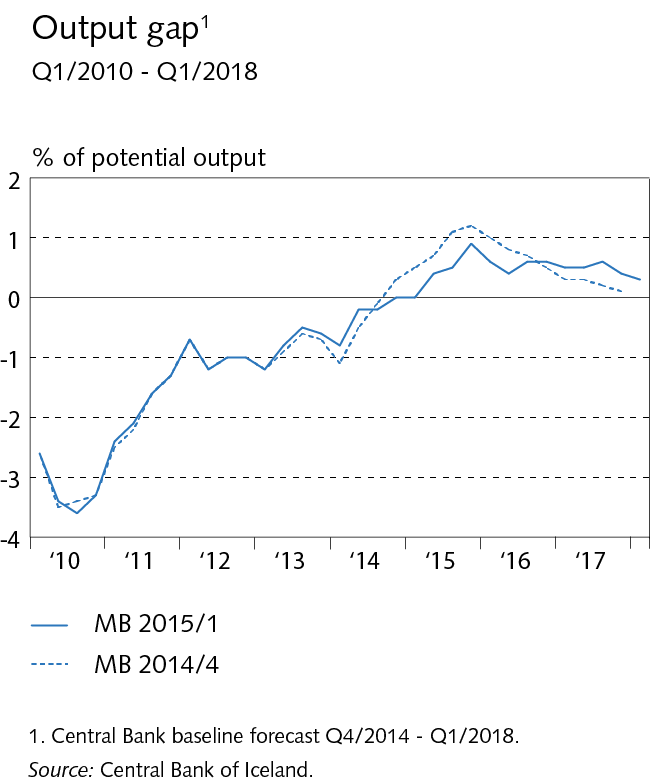 Output gap¹
Q1/2010 - Q1/2018
% of potential output
2
1
0
-1
-2
-3
-4
‘10 ‘11 ‘12 ‘13 ‘14 ‘15 ‘16 ‘17
MB 2015/1
MB 2014/4
1. Central Bank baseline forecast Q4/2014 - Q1/2018.
Source: Central Bank of Iceland.